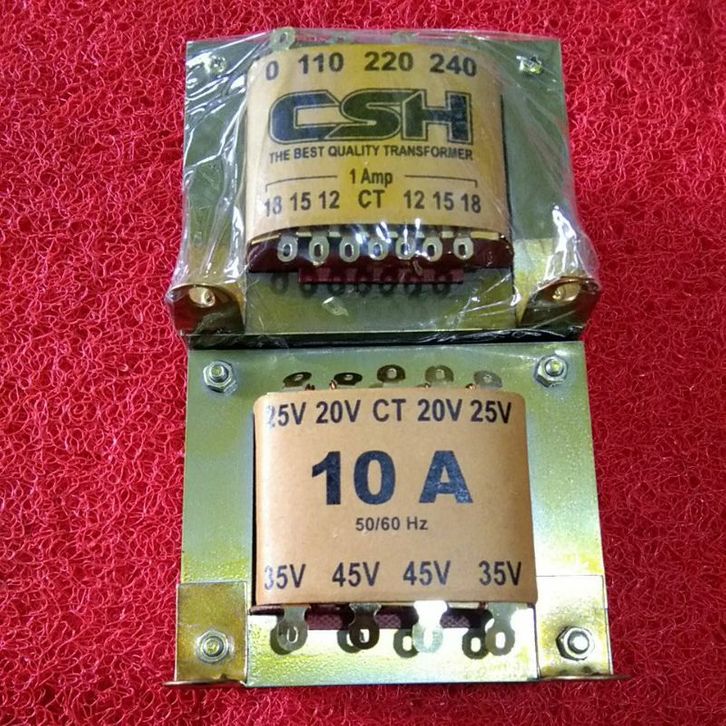 0 110 220 240
CSH
THE BEST QUALITY TRANSFORMER
1 Amp
18 15 12 CT 12 15 18
25V 20V CT 20V 25V
10 A
50/60 Hz
35V 45V 45V 35V